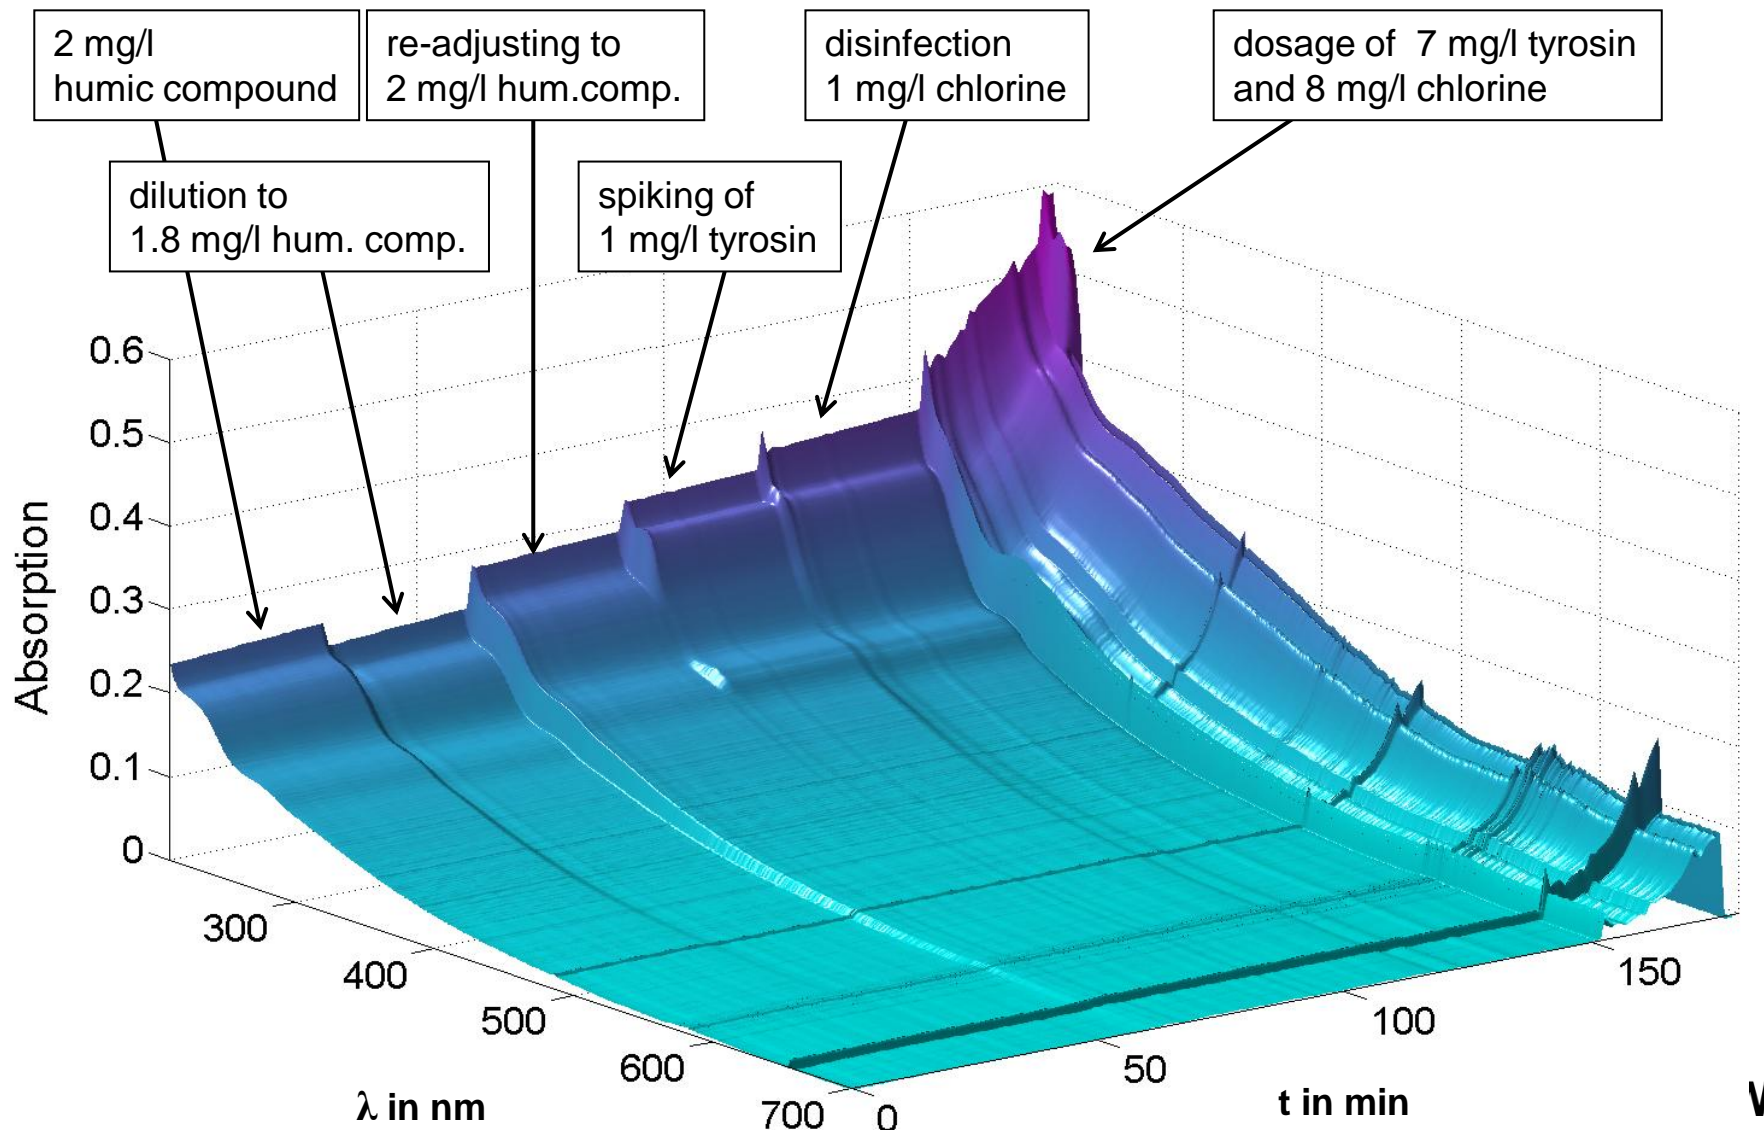 2 mg/l
humic compound
re-adjusting to
2 mg/l hum.comp.
disinfection
1 mg/l chlorine
dosage of  7 mg/l tyrosin
and 8 mg/l chlorine
dilution to
1.8 mg/l hum. comp.
spiking of
1 mg/l tyrosin
Absorption
0.6
0.5
0.4
0.3
0.2
0.1
0
300
400
500
600
700
λ in nm
0
50
100
150
t in min